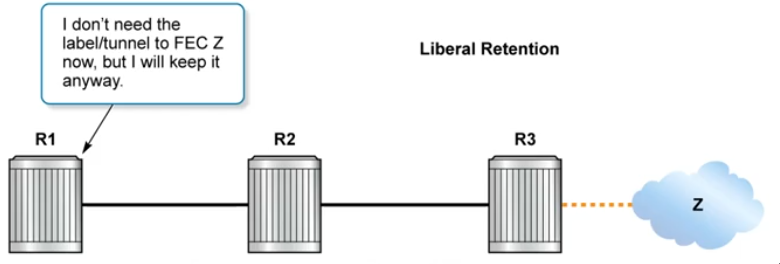 I don't need the
label/tunnel to FEC Z
now, but I will keep it
anyway.
Liberal Retention
R1
R2
R3
Z